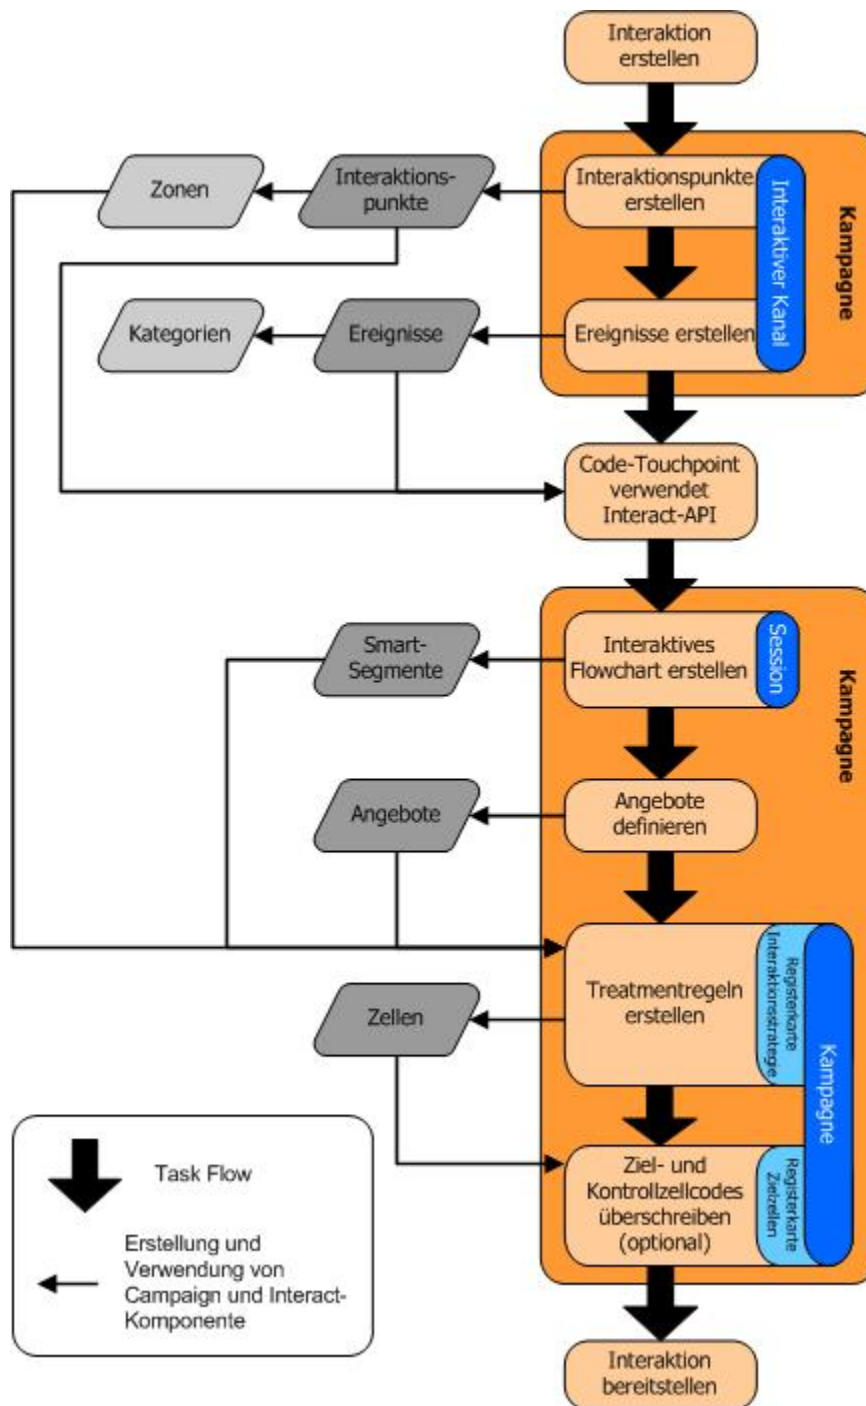 Interaktion
erstellen
Zonen
Interaktions-
punkte
Interaktionspunkte
erstellen
Interaktiver Kanal
Kampagne
Kategorien
Ereignisse
Ereignisse erstellen
Code-Touchpoint
verwendet
Interact-API
Smart-
Segmente
Interaktives
Flowchart erstellen
Session
Kampagne
Angebote
Angebote
definieren
Treatmentregeln
erstellen
Registerkarte
Interaktionsstrategie
Kampagne
Zellen
Ziel- und
Kontrollzellcodes
überschreiben
(optional)
Registerkarte
Zielzellen
Task Flow
Erstellung und
Verwendung von
Campaign und Interact-
Komponente
Interaktion
bereitstellen